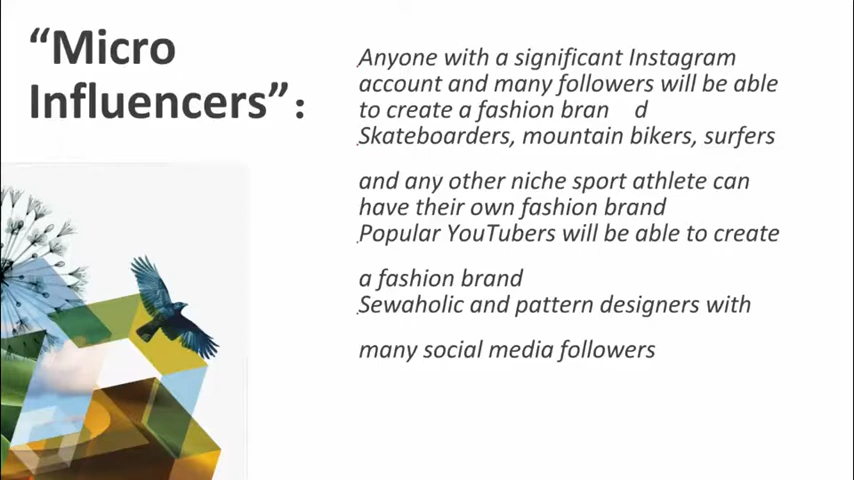 “Micro
Influencers”:
Anyone with a significant Instagram
account and many followers will be able
to create a fashion bran d
Skateboarders, mountain bikers, surfers
and any other niche sport athlete can
have their own fashion brand
Popular YouTubers will be able to create
a fashion brand
Sewaholic and pattern designers with
many social media followers